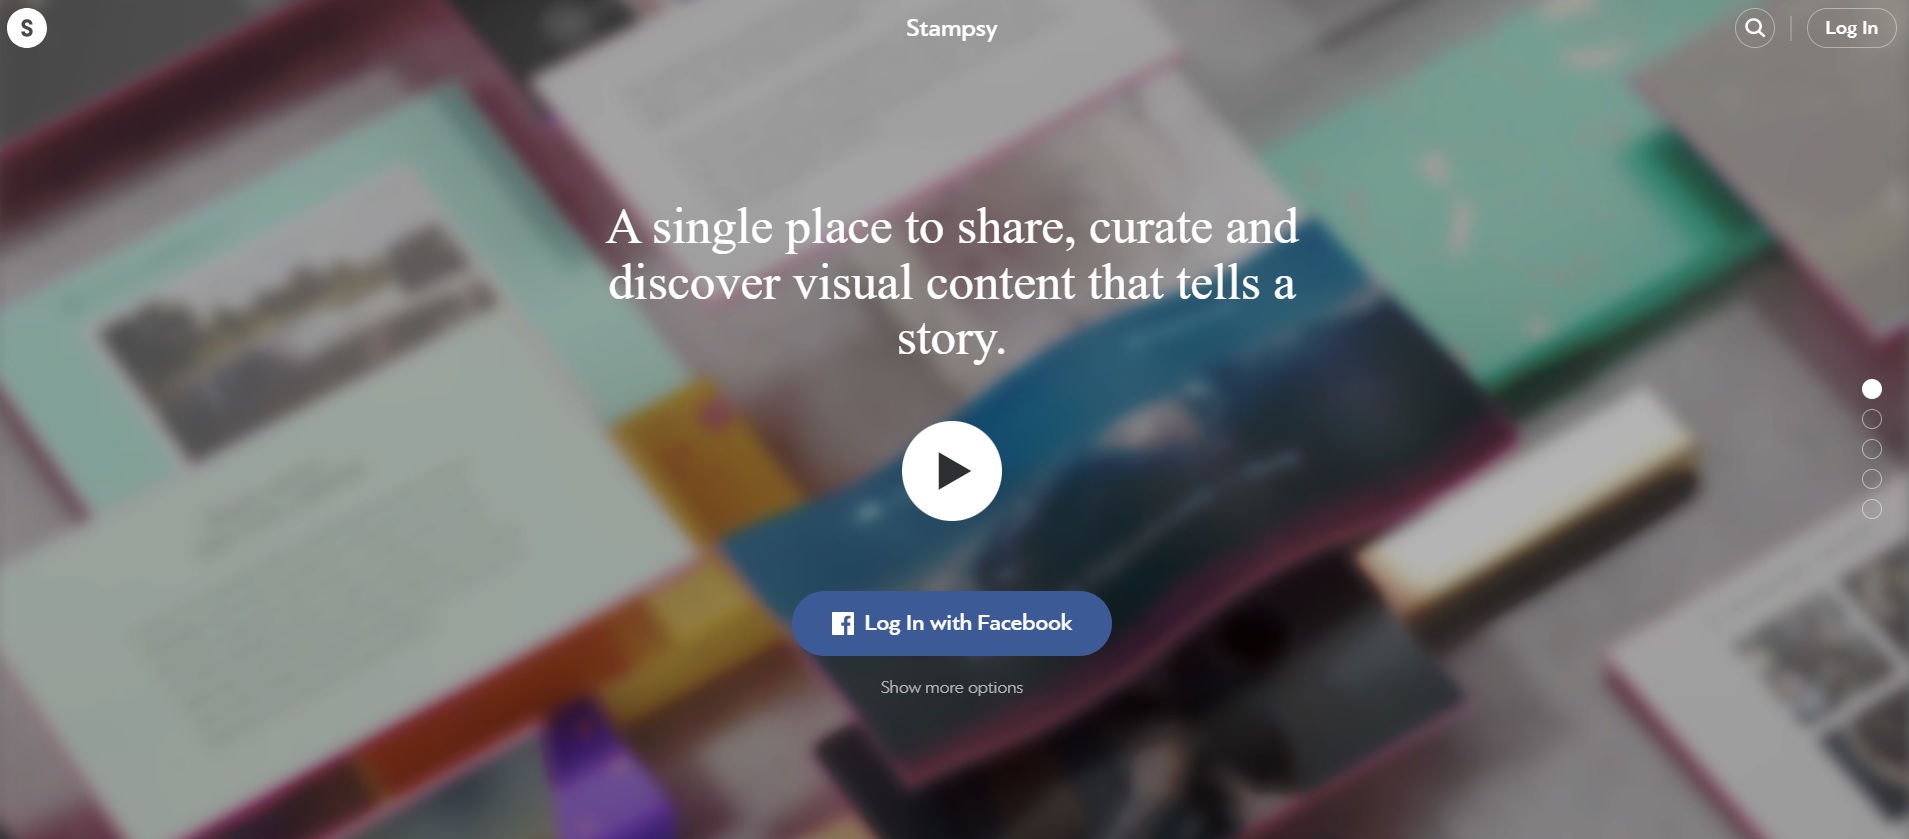 S
Stampsy
Log In
A single place to share, curate and
discover visual content that tells a
story.
Log In with Facebook
Show more options